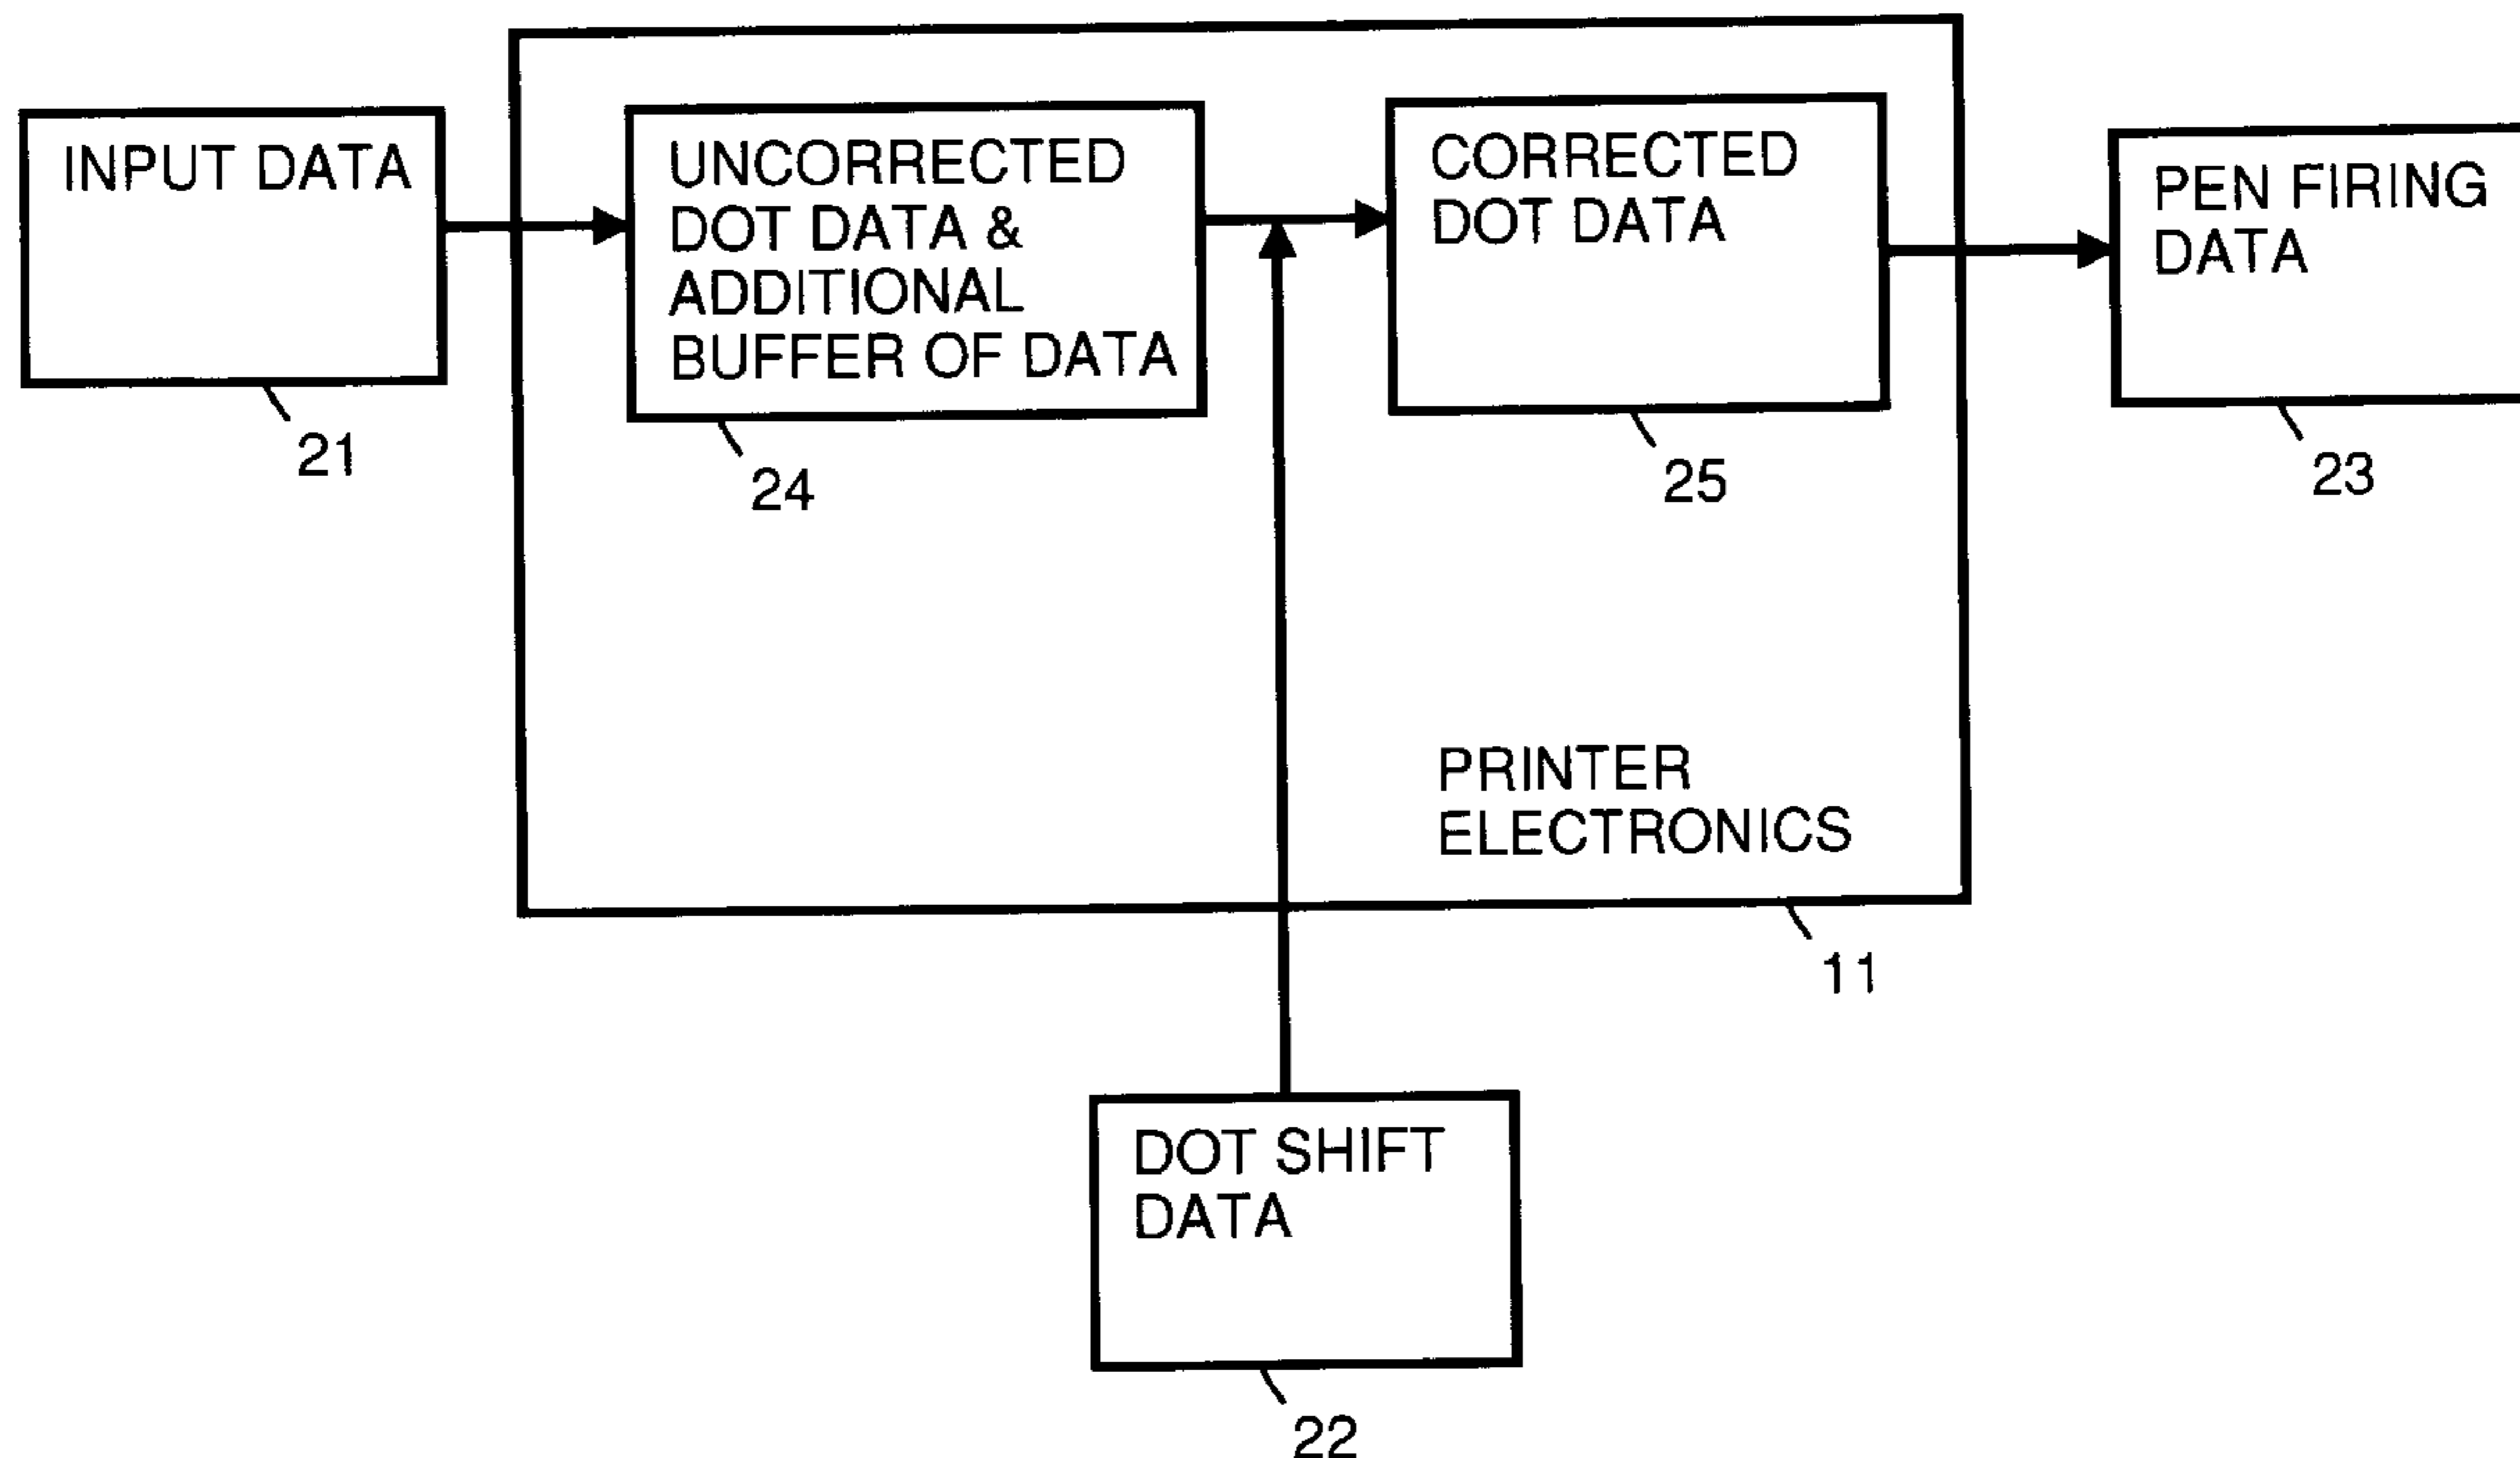 INPUT DATA
21
UNCORRECTED
DOT DATA &
ADDITIONAL
BUFFER OF DATA
24
CORRECTED
DOT DATA
25
PEN FIRING
DATA
23
PRINTER
ELECTRONICS
11
DOT SHIFT
DATA
22